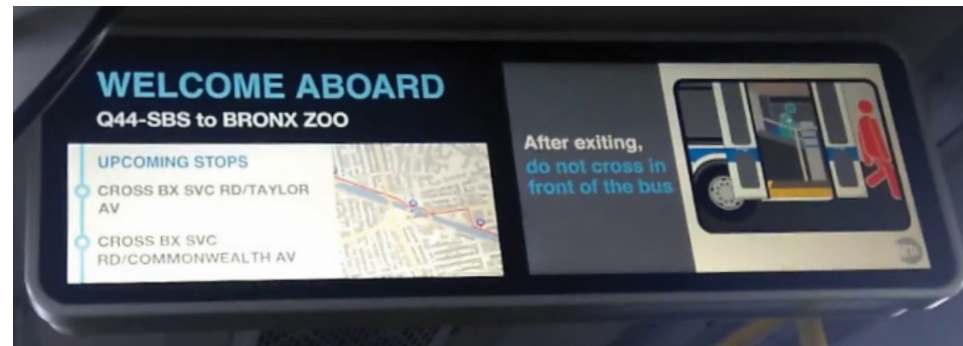 WELCOME ABOARD
Q44-SBS to BRONX ZOO
UPCOMING STOPS
CROSS BX SVC RD/TAYLOR
AV
CROSS BX SVC
RD/COMMONWEALTH AV
After exiting,
do not cross in
front of the bus